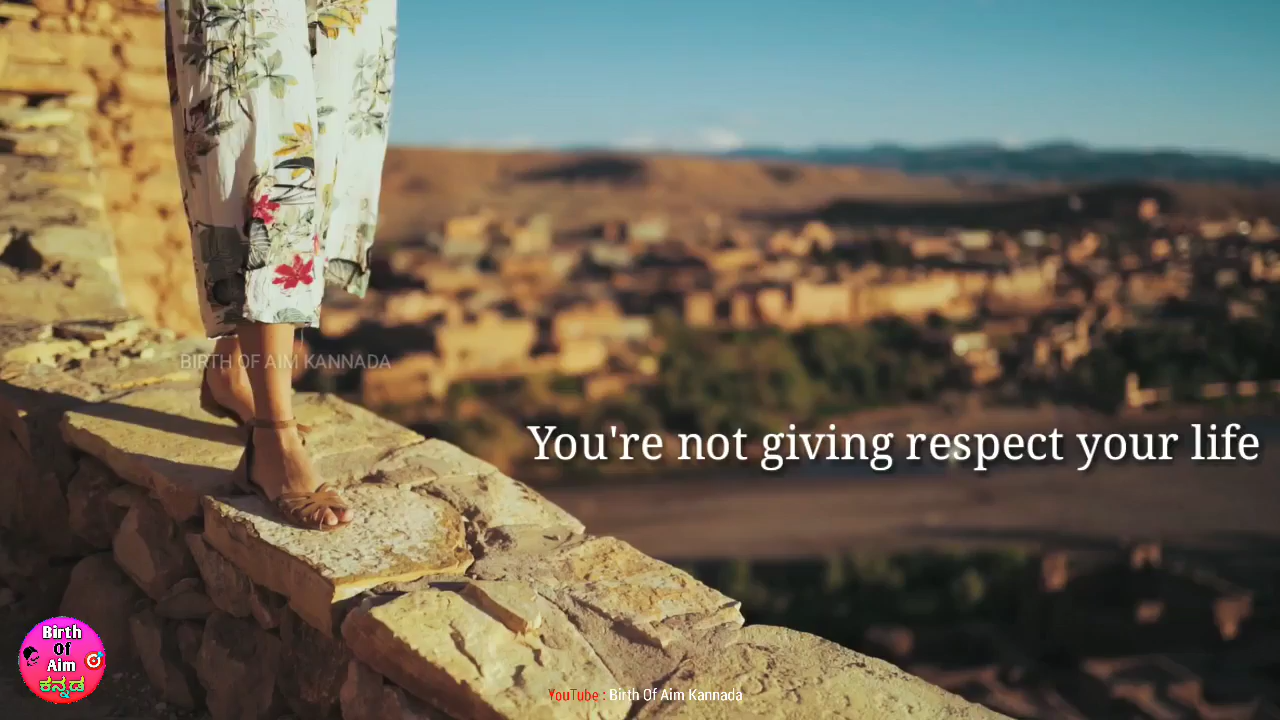 BIRTH OF AIM KANNADA
You're not giving respect your life
Birth
Of
Aim
ಕನ್ನಡ
YouTube : Birth Of Aim Kannada